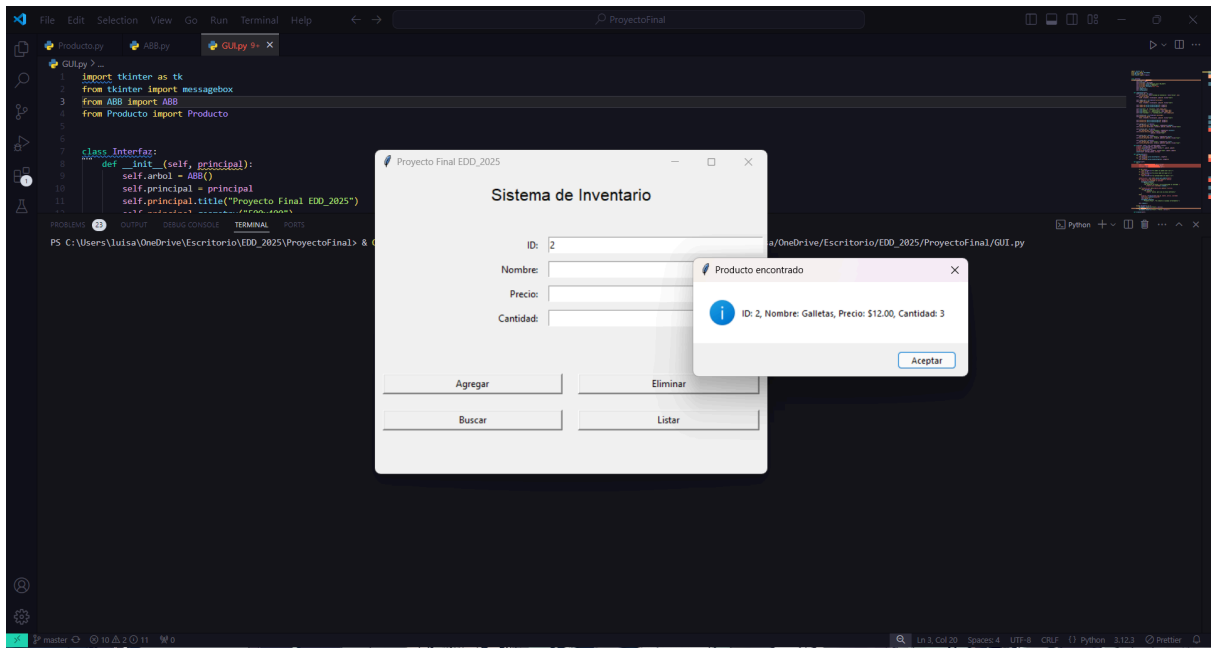 File Edit Selection View Go Run Terminal Help
ProyectoFinal
Producto.py ABB.py GUI.py 9+
GUI.py > ...
1 import tkinter as tk
2 from tkinter import messagebox
3 from ABB import ABB
4 from Producto import Producto
5
6
7 class Interfaz:
8 def __init__(self, principal):
9 self.arbol = ABB()
10 self.principal = principal
11 self.principal.title("Proyecto Final EDD_2025")
PROBLEMS 23 OUTPUT DEBUG CONSOLE TERMINAL PORTS
Python
PS C:\Users\luisa\OneDrive\Escritorio\EDD_2025\ProyectoFinal> &
a/OneDrive/Escritorio/EDD_2025/ProyectoFinal/GUI.py
Proyecto Final EDD_2025
Sistema de Inventario
ID: 2
Nombre:
Precio:
Cantidad:
Agregar Eliminar
Buscar Listar
Producto encontrado
ID: 2, Nombre: Galletas, Precio: $12.00, Cantidad: 3
Aceptar
1
master 10 2 11 0
Ln 3, Col 20 Spaces: 4 UTF-8 CRLF {} Python 3.12.3 Prettier